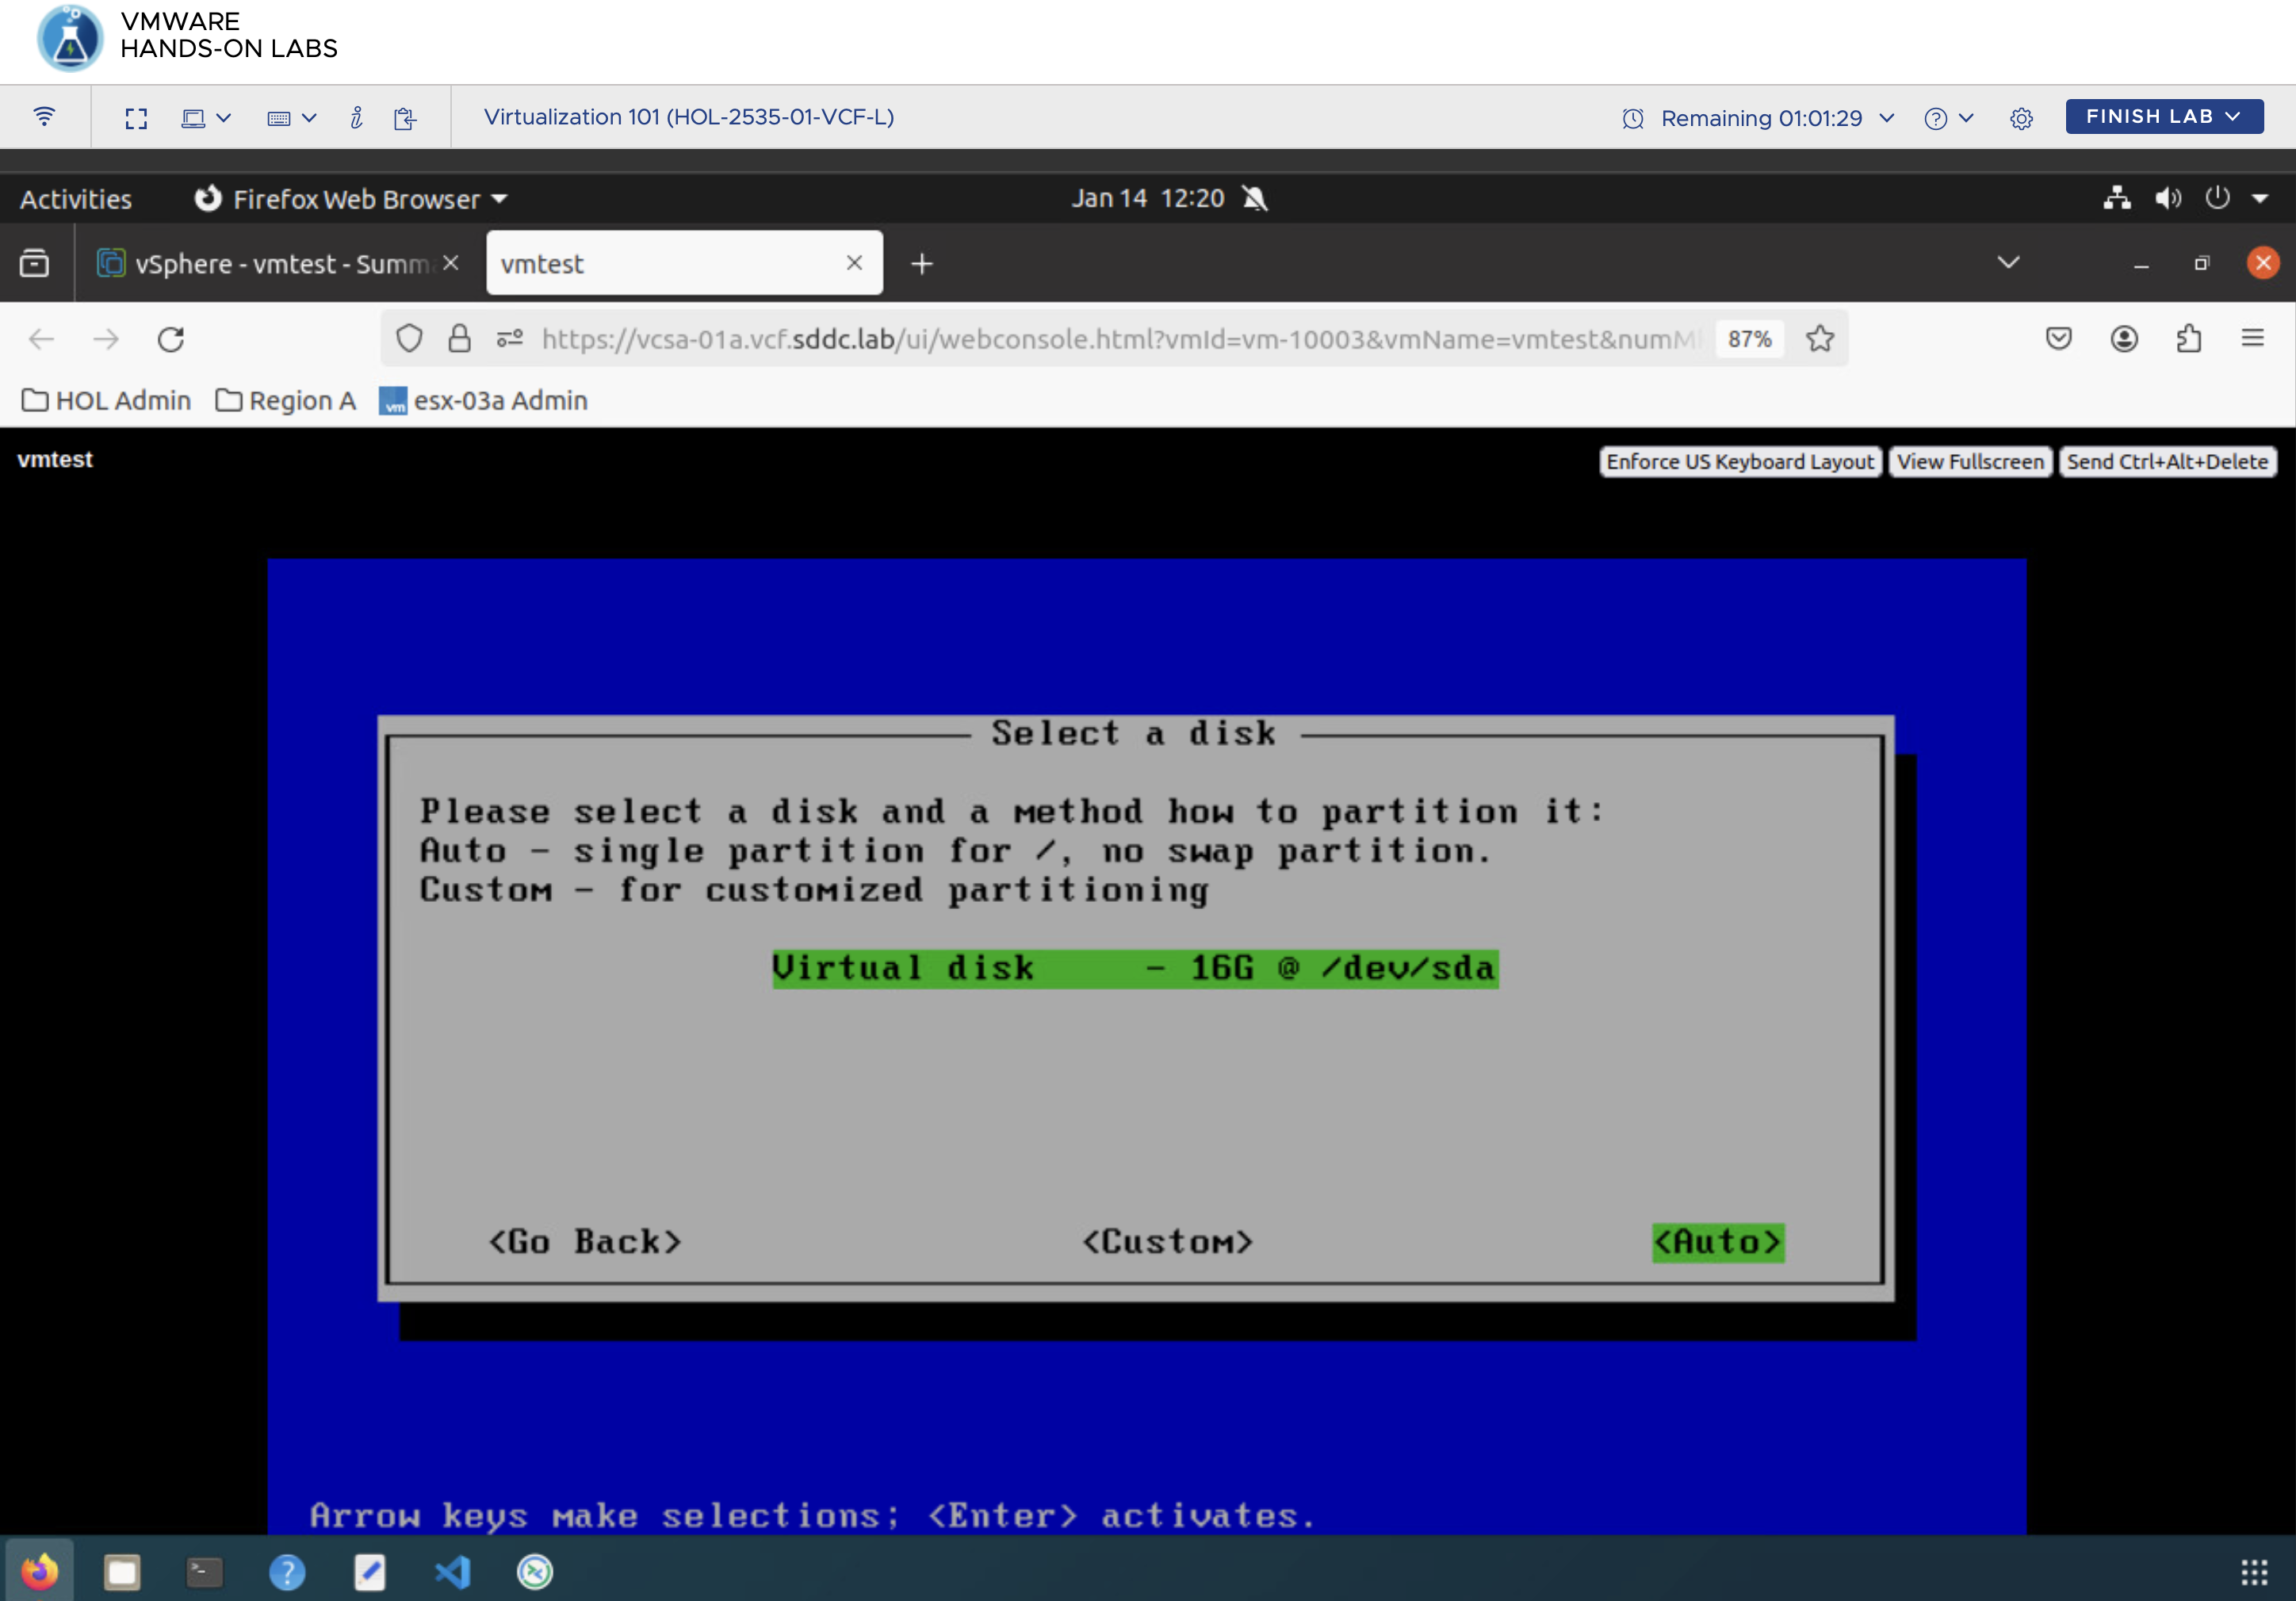 VMWARE
HANDS-ON LABS
Virtualization 101 (HOL-2535-01-VCF-L)
Remaining 01:01:29
FINISH LAB
Activities
Firefox Web Browser
Jan 14 12:20
vSphere - vmtest - Summ
vmtest
https://vcsa-01a.vcf.sddc.lab/ui/webconsole.html?vmId=vm-10003&vmName=vmtest&numM
87%
HOL Admin
Region A
vm
esx-03a Admin
vmtest
Enforce US Keyboard Layout
View Fullscreen
Send Ctrl+Alt+Delete
Select a disk
Please select a disk and a method how to partition it:
Auto - single partition for /, no swap partition.
Custom - for customized partitioning
Virtual disk - 16G @ /dev/sda
<Go Back>
<Custom>
<Auto>
Arrow keys make selections; <Enter> activates.